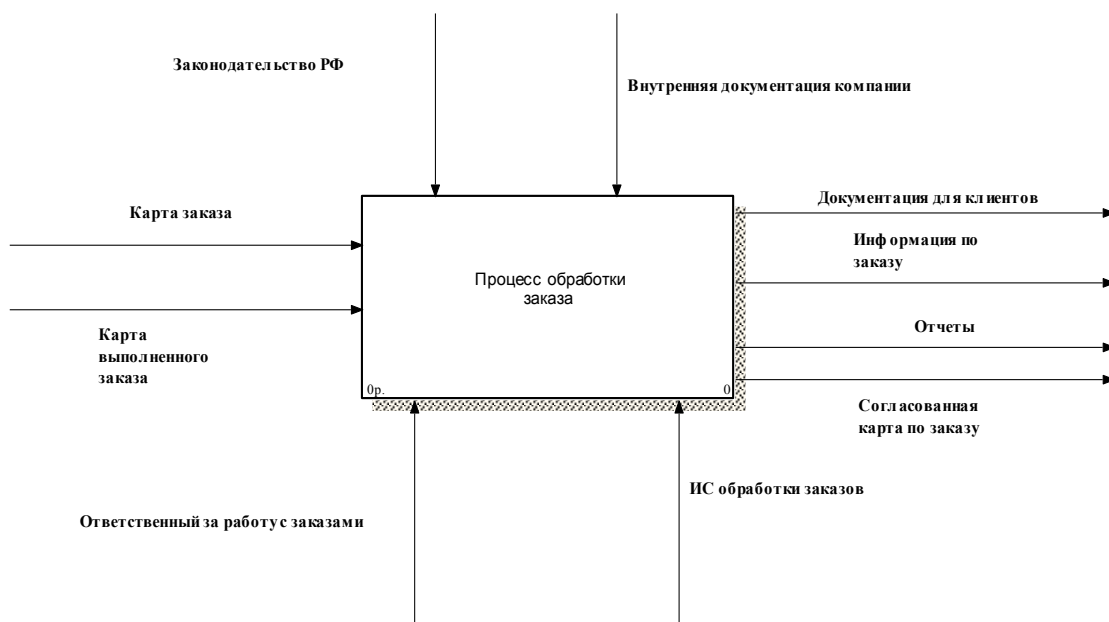 Законодательство РФ
Внутренняя документация компании
Карта заказа
Документация для клиентов
Информация по
заказу
Процесс обработки
заказа
Карта
выполненного
заказа
Отчеты
0р.
0
Согласованная
карта по заказу
ИС обработки заказов
Ответственный за работу с заказами